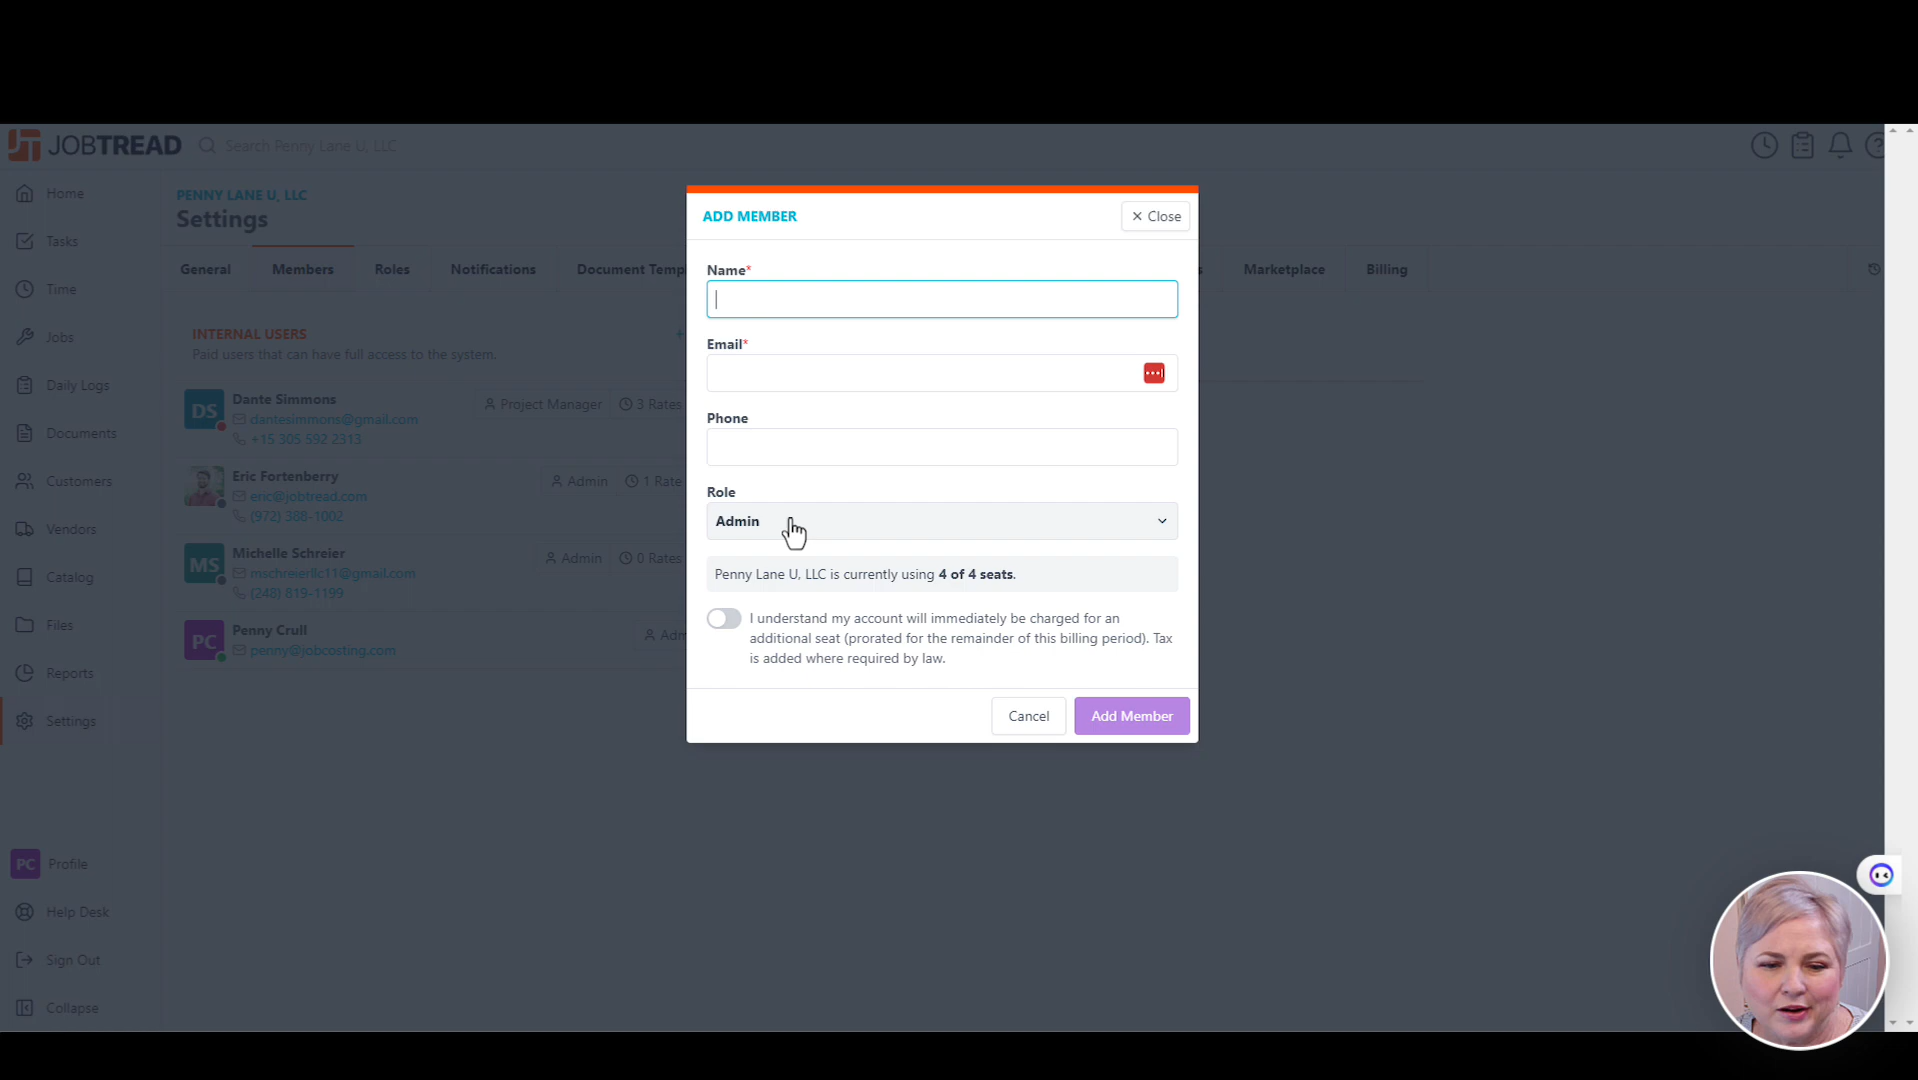 JOBTREAD
Search Penny Lane U, LLC
Home
Tasks
Time
Jobs
Daily Logs
Documents
Customers
Vendors
Catalog
Files
Reports
Settings
PC Profile
Help Desk
Sign Out
Collapse
PENNY LANE U, LLC
Settings
General Members Roles Notifications Document Temp Marketplace Billing
INTERNAL USERS +
Paid users that can have full access to the system.
DS
Dante Simmons
dantesimmons@gmail.com
+15 305 592 2313
Project Manager 3 Rates
Eric Fortenberry
eric@jobtread.com
(972) 388-1002
Admin 1 Rate
MS
Michelle Schreier
mschreierllc11@gmail.com
(248) 819-1199
Admin 0 Rates
PC
Penny Crull
penny@jobcosting.com
Adm
ADD MEMBER
× Close
Name*
Email*
Phone
Role
Admin
Penny Lane U, LLC is currently using 4 of 4 seats.
I understand my account will immediately be charged for an
additional seat (prorated for the remainder of this billing period). Tax
is added where required by law.
Cancel Add Member